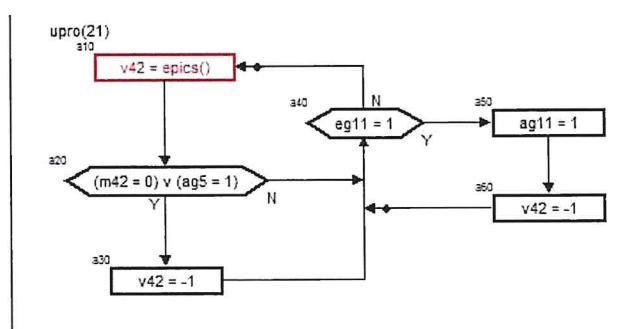 upro(21)
a10
v42 = epics()
a20
(m42 = 0) v (ag5 = 1)
Y
N
a30
v42 = -1
a40
eg11 = 1
N
Y
a50
ag11 = 1
a60
v42 = -1